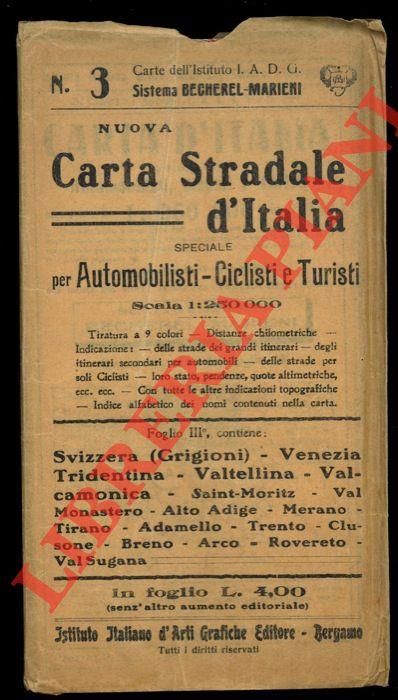 N. 3
Carte dell'Istituto I. A. D. G.
Sistema BECHEREL-MARIENI
NUOVA
Carta Stradale
d'Italia
SPECIALE
per Automobilisti - Ciclisti e Turisti
Scala 1:250000
Tiratura a 9 colori — Distanze chilometriche —
Indicazione: — delle strade dei grandi itinerari — degli
itinerari secondari per automobili — delle strade per
soli Ciclisti — loro stato, pendenze, quote altimetriche,
ecc. ecc. — Con tutte le altre indicazioni topografiche
— Indice alfabetico dei nomi contenuti nella carta.
Foglio III°, contiene:
Svizzera (Grigioni) - Venezia
Tridentina - Valtellina - Val-
camonica - Saint-Moritz - Val
Monastero - Alto Adige - Merano -
Tirano - Adamello - Trento - Clu-
sone - Breno - Arco - Rovereto -
Val Sugana
in foglio L. 4,00
(senz'altro aumento editoriale)
Istituto Italiano d'Arti Grafiche Editore - Bergamo
Tutti i diritti riservati
LIBRERIA PIANI